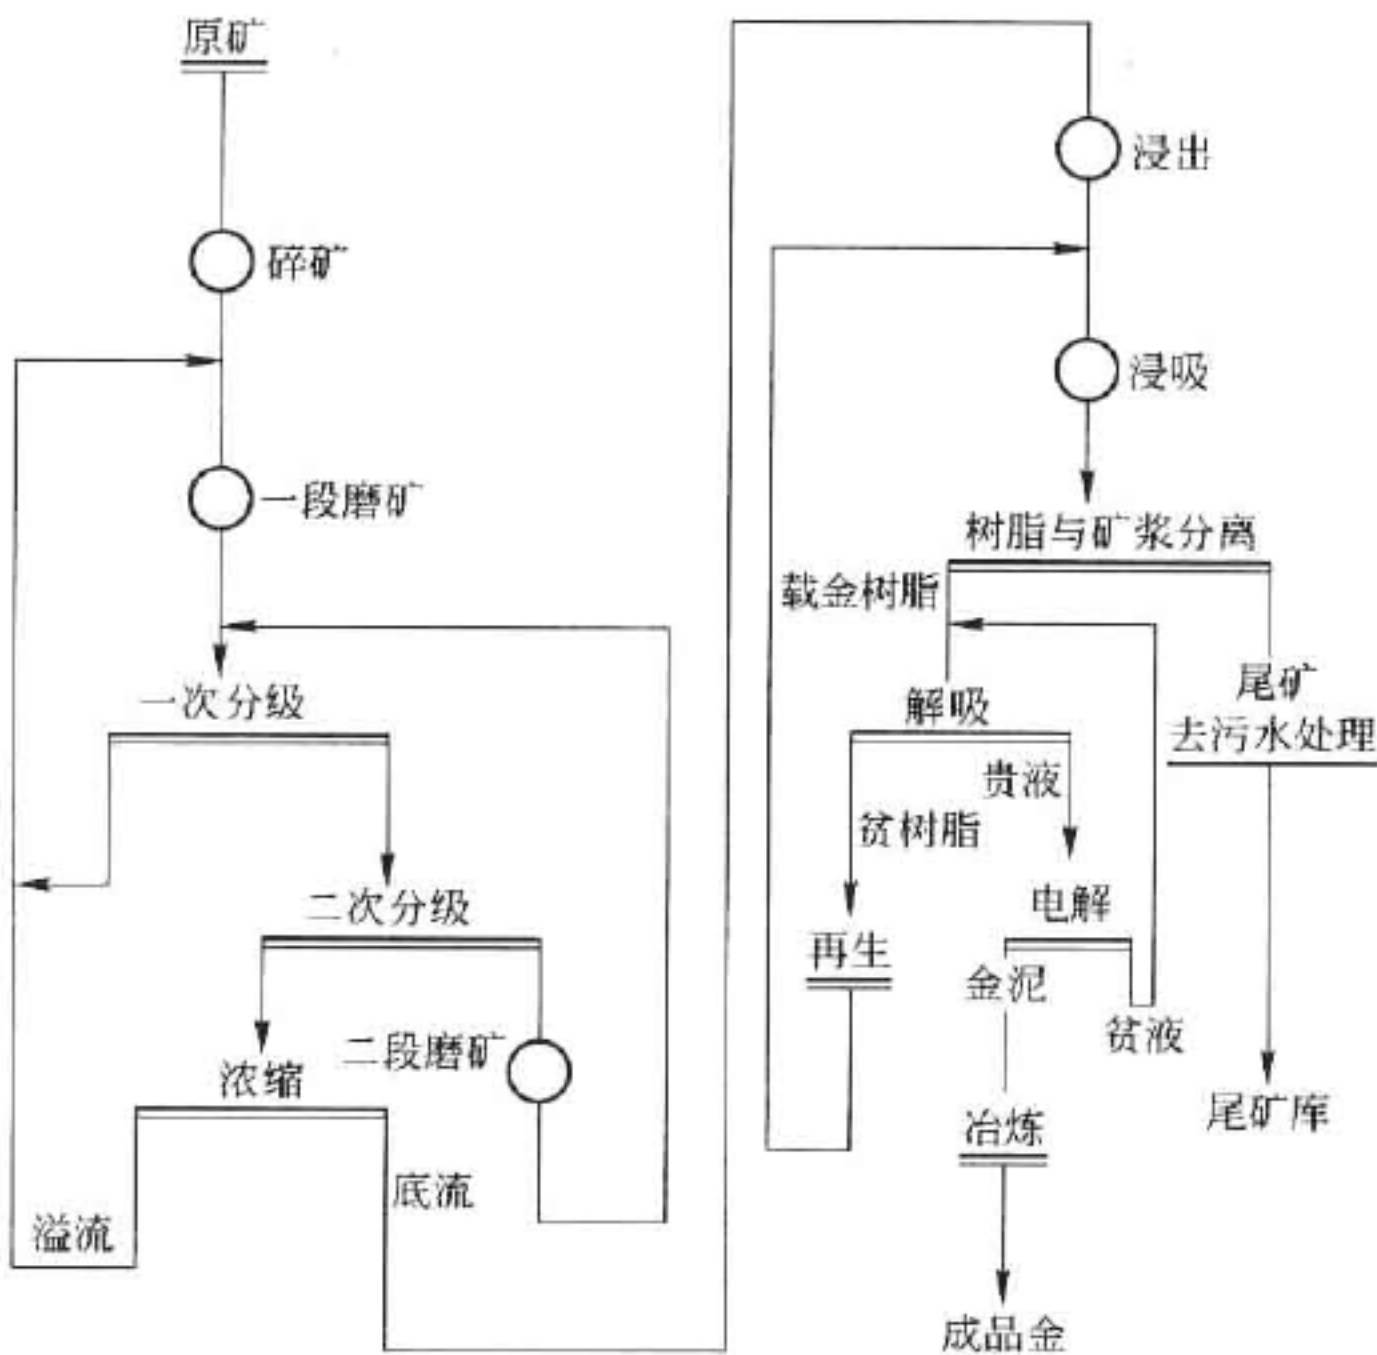 原矿
碎矿
一段磨矿
一次分级
二次分级
二段磨矿
浓缩
底流
溢流
浸出
浸吸
树脂与矿浆分离
载金树脂
尾矿
去污水处理
解吸
贵液
贫树脂
电解
再生
金泥
贫液
尾矿库
冶炼
成品金